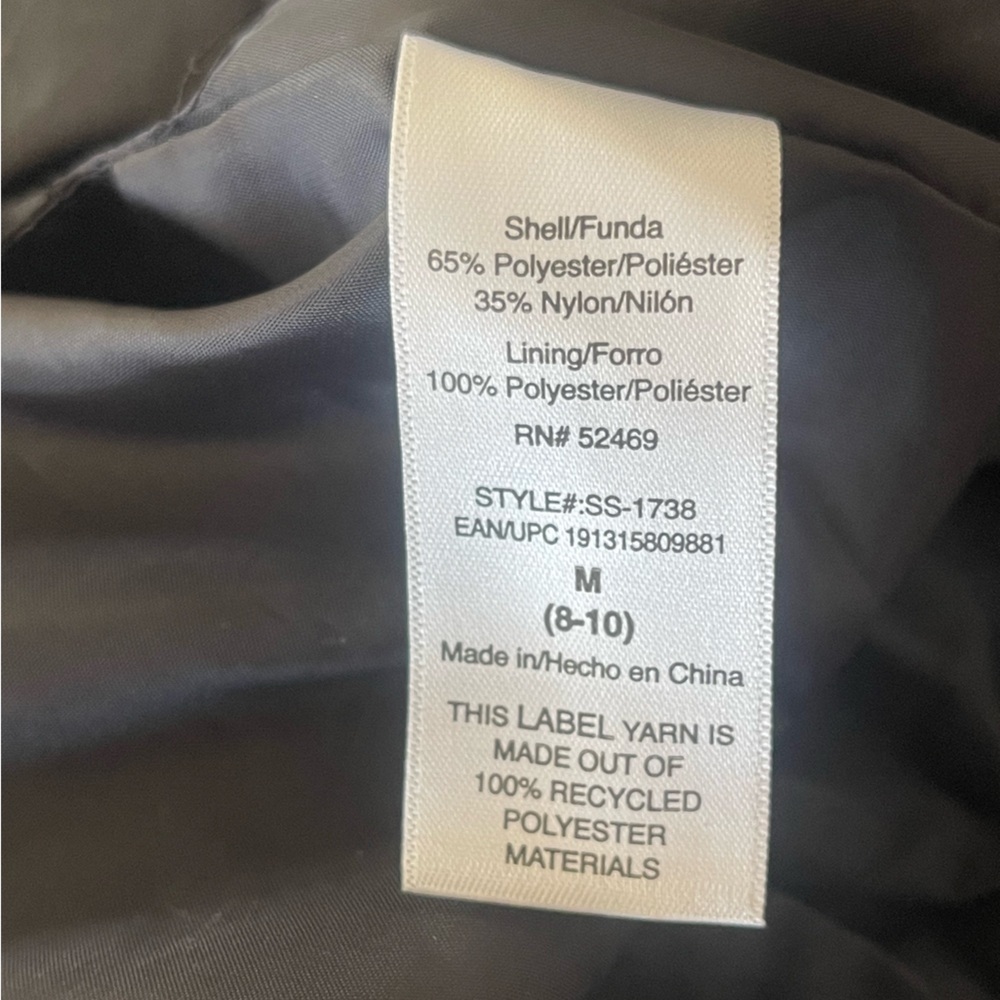 Shell/Funda
65% Polyester/Poliéster
35% Nylon/Nilón
Lining/Forro
100% Polyester/Poliéster
RN# 52469
STYLE#:SS-1738
EAN/UPC 191315809881
M
(8-10)
Made in/Hecho en China
THIS LABEL YARN IS
MADE OUT OF
100% RECYCLED
POLYESTER
MATERIALS